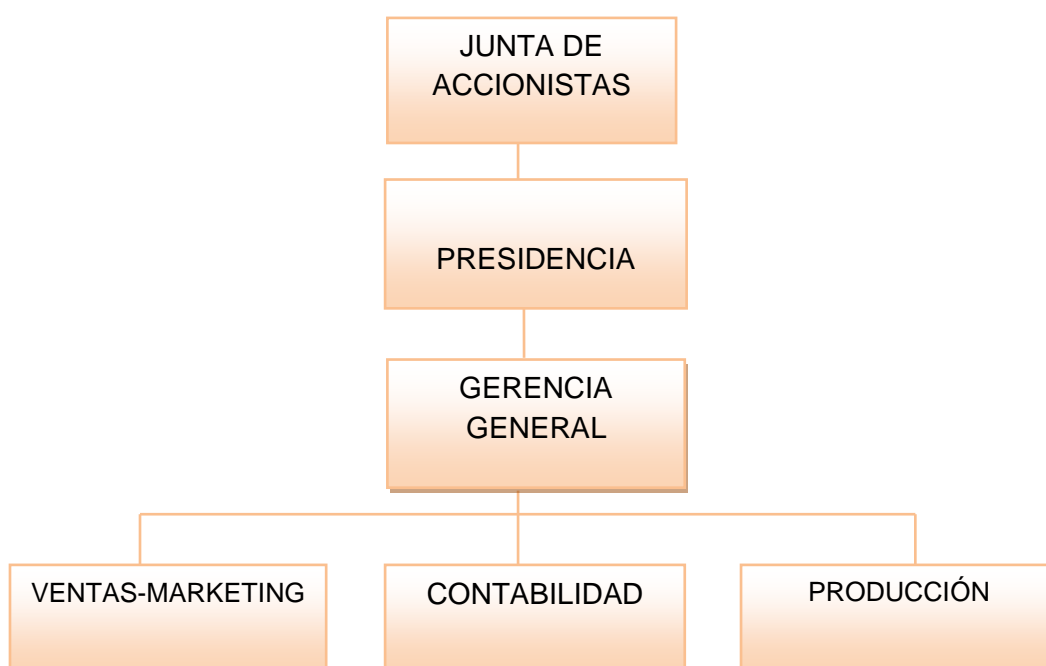 JUNTA DE
ACCIONISTAS
PRESIDENCIA
GERENCIA
GENERAL
VENTAS-MARKETING
CONTABILIDAD
PRODUCCIÓN